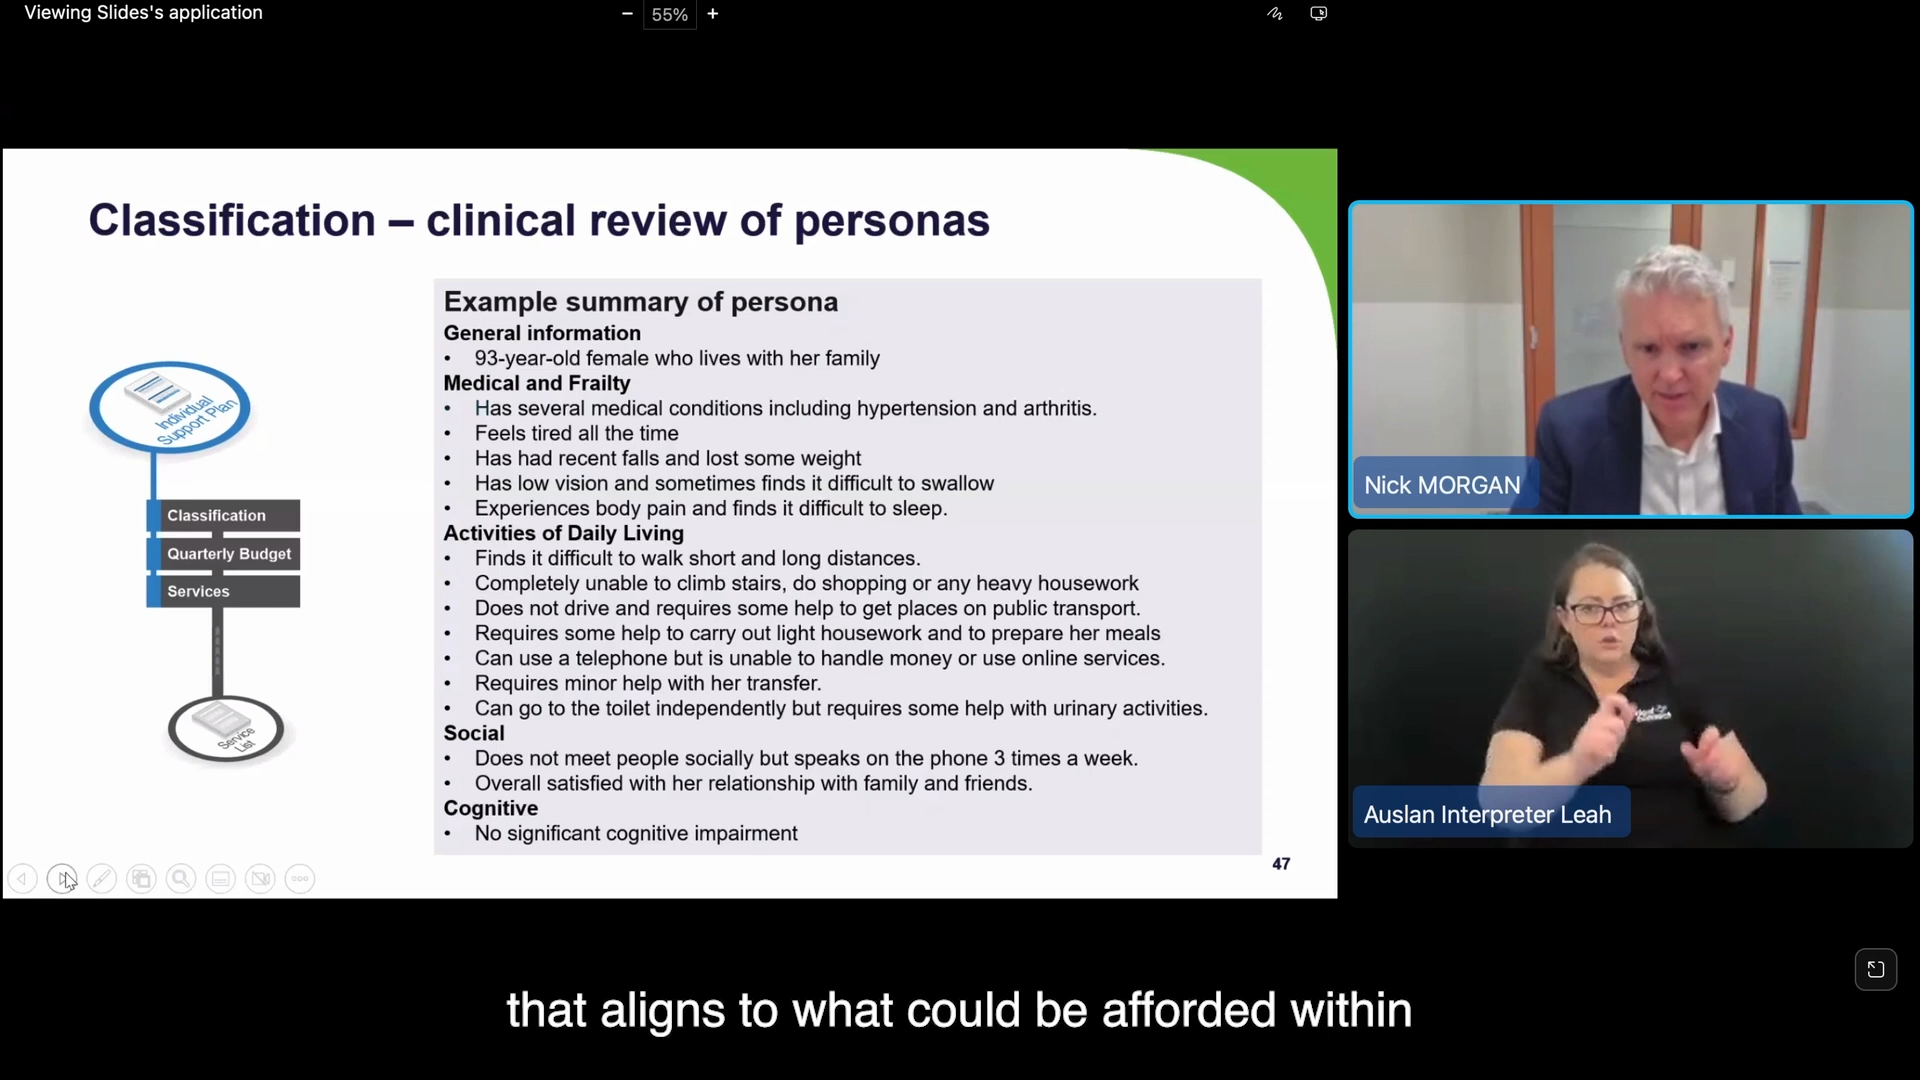 Viewing Slides's application
− 55% +
Classification – clinical review of personas
Individual
Support Plan
Classification
Quarterly Budget
Services
Service
List
Example summary of persona
General information
• 93-year-old female who lives with her family
Medical and Frailty
• Has several medical conditions including hypertension and arthritis.
• Feels tired all the time
• Has had recent falls and lost some weight
• Has low vision and sometimes finds it difficult to swallow
• Experiences body pain and finds it difficult to sleep.
Activities of Daily Living
• Finds it difficult to walk short and long distances.
• Completely unable to climb stairs, do shopping or any heavy housework
• Does not drive and requires some help to get places on public transport.
• Requires some help to carry out light housework and to prepare her meals
• Can use a telephone but is unable to handle money or use online services.
• Requires minor help with her transfer.
• Can go to the toilet independently but requires some help with urinary activities.
Social
• Does not meet people socially but speaks on the phone 3 times a week.
• Overall satisfied with her relationship with family and friends.
Cognitive
• No significant cognitive impairment
47
Nick MORGAN
Auslan Interpreter Leah
that aligns to what could be afforded within